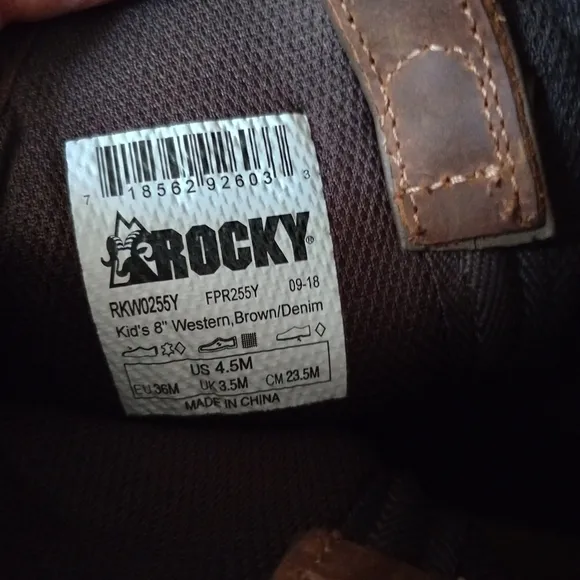 7 18562 92603 3
ROCKY®
RKW0255Y FPR255Y 09-18
Kid's 8" Western,Brown/Denim
US 4.5M
EU 36M UK 3.5M CM 23.5M
MADE IN CHINA